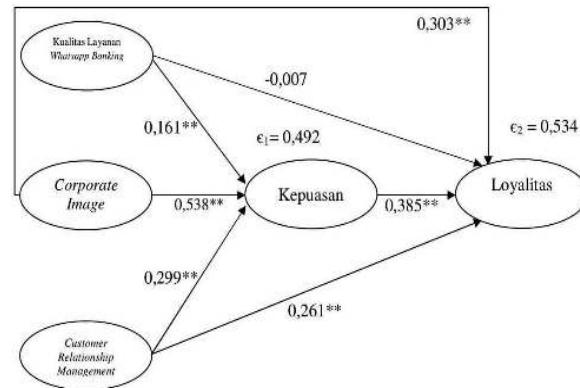 0,303**
Kualitas Layanan
Whatsapp Banking
-0,007
0,161**
ϵ₁= 0,492
ϵ₂ = 0,534
Corporate
Image
0,538**
Kepuasan
0,385**
Loyalitas
0,299**
0,261**
Customer
Relationship
Management